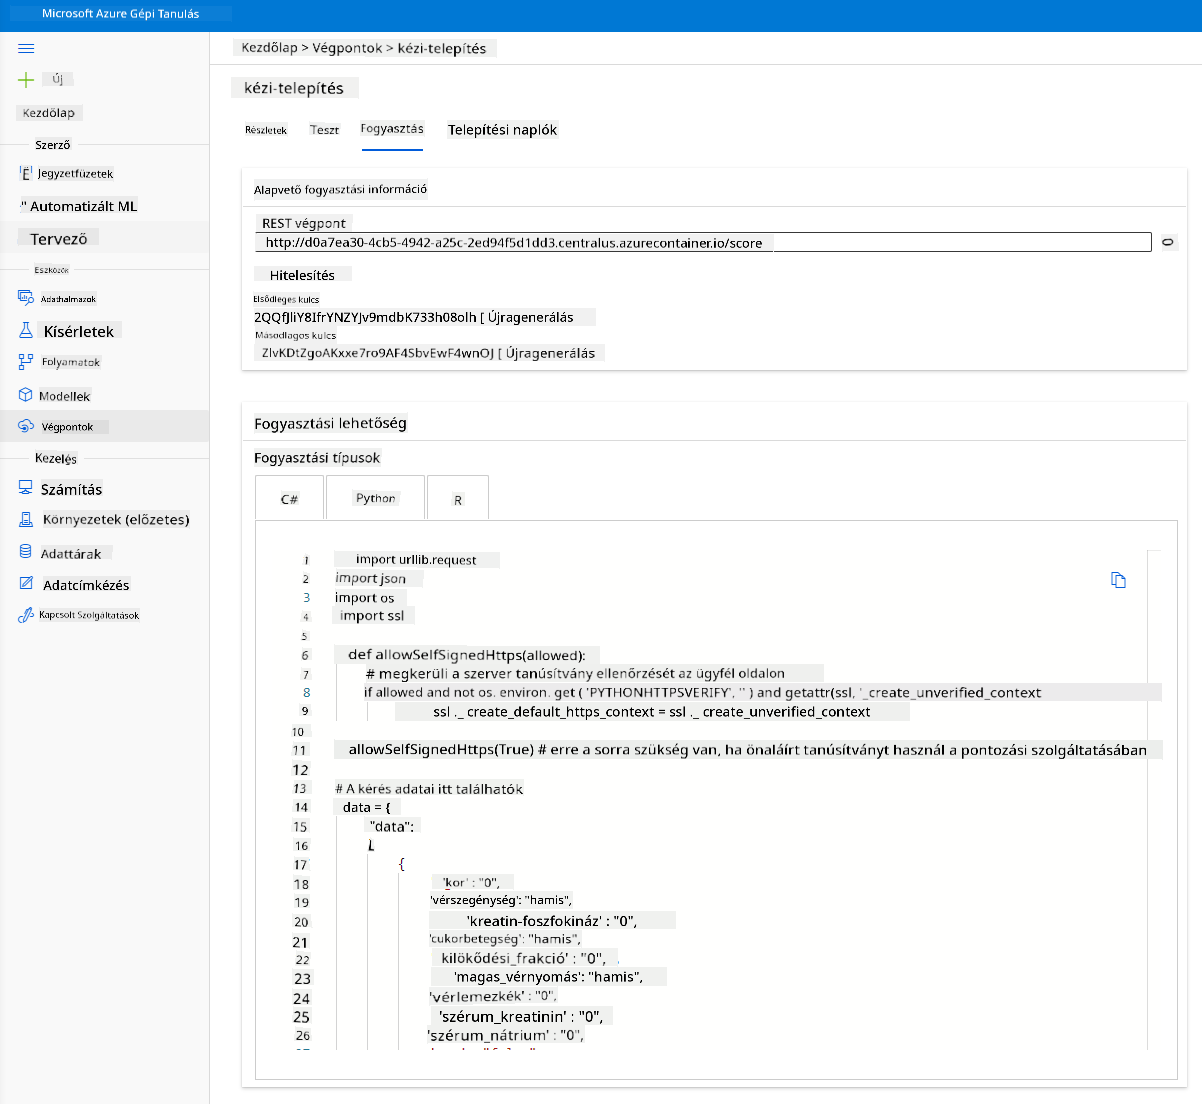 Microsoft Azure Gépi Tanulás
Új
Kezdőlap
Szerző
Jegyzetfüzetek
Automatizált ML
Tervező
Eszközök
Adathalmazok
Kísérletek
Folyamatok
Modellek
Végpontok
Kezelés
Számítás
Környezetek (előzetes)
Adattárak
Adatcímkézés
Kapcsolt Szolgáltatások
Kezdőlap > Végpontok > kézi-telepítés
kézi-telepítés
Részletek Teszt Fogyasztás Telepítési naplók
Alapvető fogyasztási információ
REST végpont
http://d0a7ea30-4cb5-4942-a25c-2ed94f5d1dd3.centralus.azurecontainer.io/score
Hitelesítés
Elsődleges kulcs
2QQfJliY8IfrYNZYJv9mdbK733h08olh [ Újragenerálás
Másodlagos kulcs
ZlvKDtZgoAKxxe7ro9AF4SbvEwF4wnOJ [ Újragenerálás
Fogyasztási lehetőség
Fogyasztási típusok
C# Python R
1 import urllib.request
2 import json
3 import os
4 import ssl
5
6 def allowSelfSignedHttps(allowed):
7 # megkerüli a szerver tanúsítvány ellenőrzését az ügyfél oldalon
8 if allowed and not os. environ. get ( 'PYTHONHTTPSVERIFY', '' ) and getattr(ssl, '_create_unverified_context
9 ssl ._ create_default_https_context = ssl ._ create_unverified_context
10
11 allowSelfSignedHttps(True) # erre a sorra szükség van, ha önaláírt tanúsítványt használ a pontozási szolgáltatásában
12
13 # A kérés adatai itt találhatók
14 data = {
15 "data":
16 [
17 {
18 'kor' : "0",
19 'vérszegénység': "hamis",
20 'kreatin-foszfokináz' : "0",
21 'cukorbetegség': "hamis",
22 kilökődési_frakció' : "0",
23 'magas_vérnyomás': "hamis",
24 'vérlemezkék' : "0",
25 'szérum_kreatinin' : "0",
26 'szérum_nátrium' : "0",